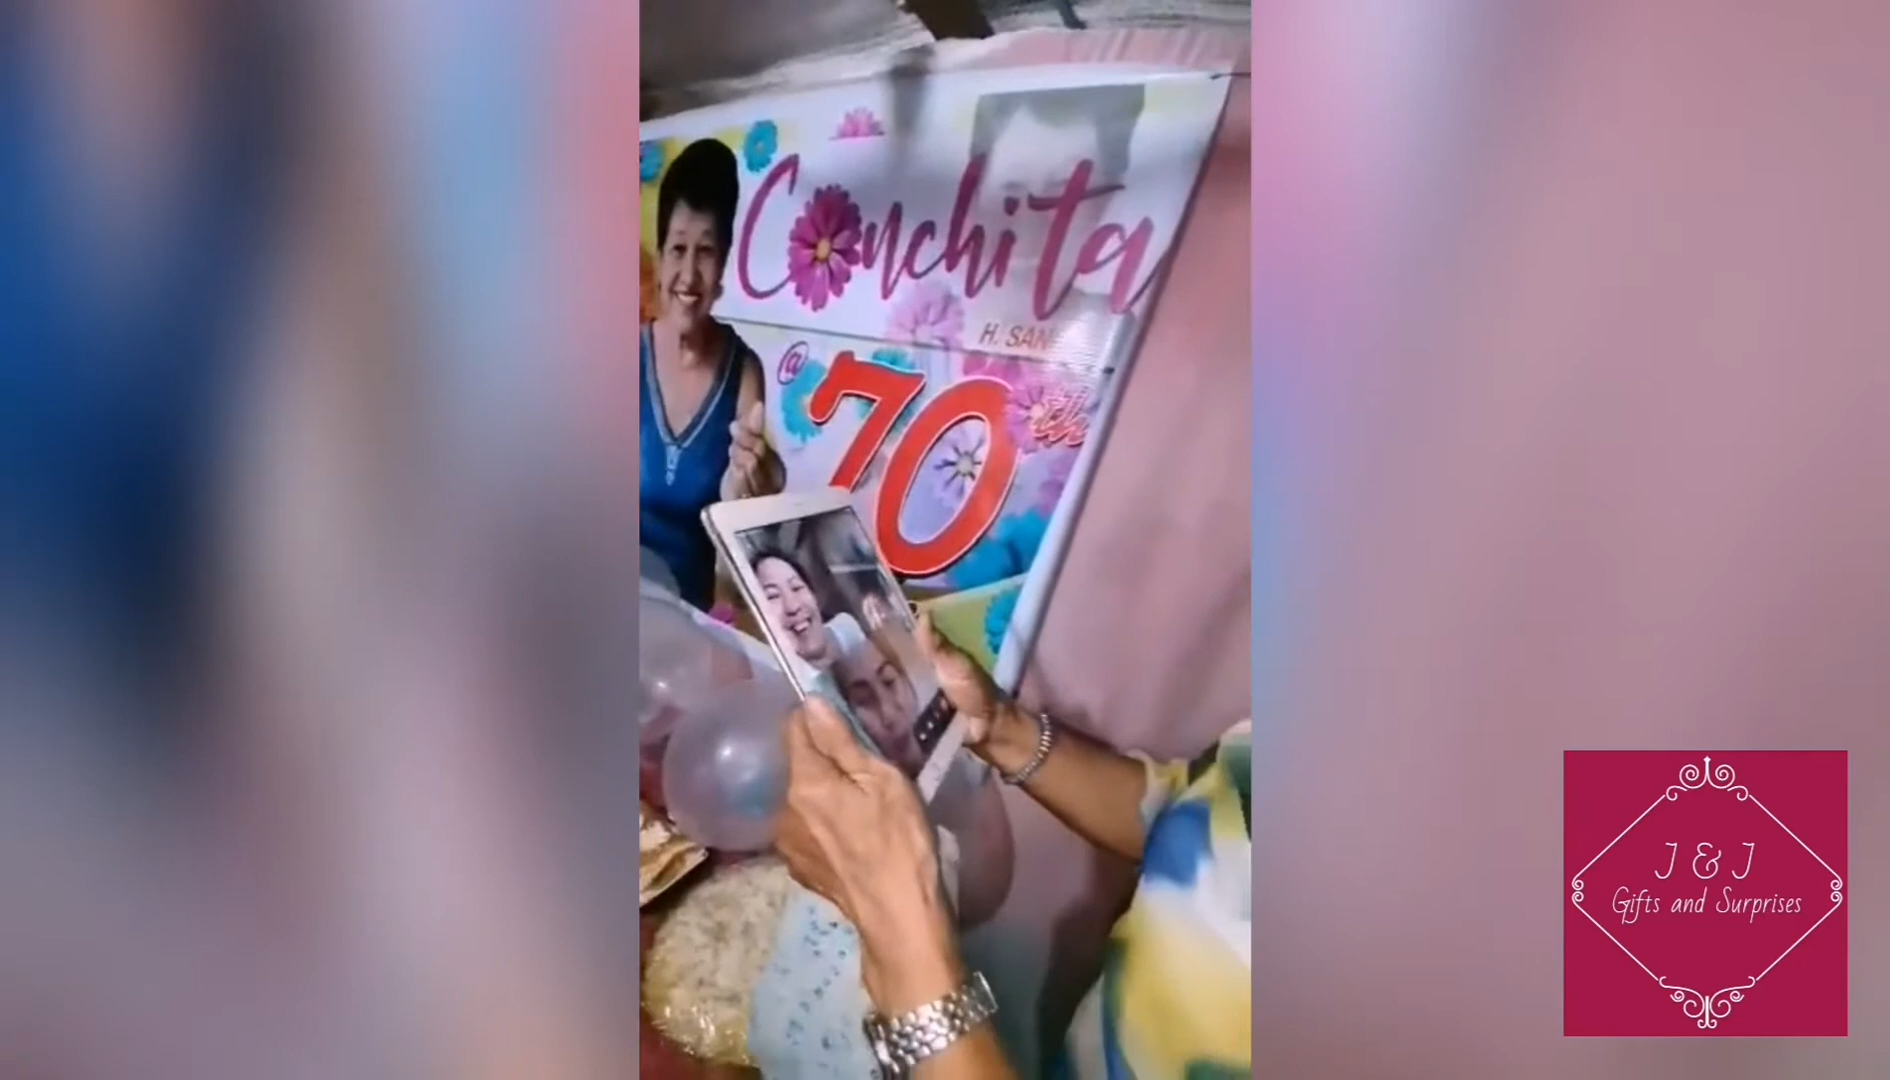 Conchita
H. SAN
@ 70th
J & J
Gifts and Surprises